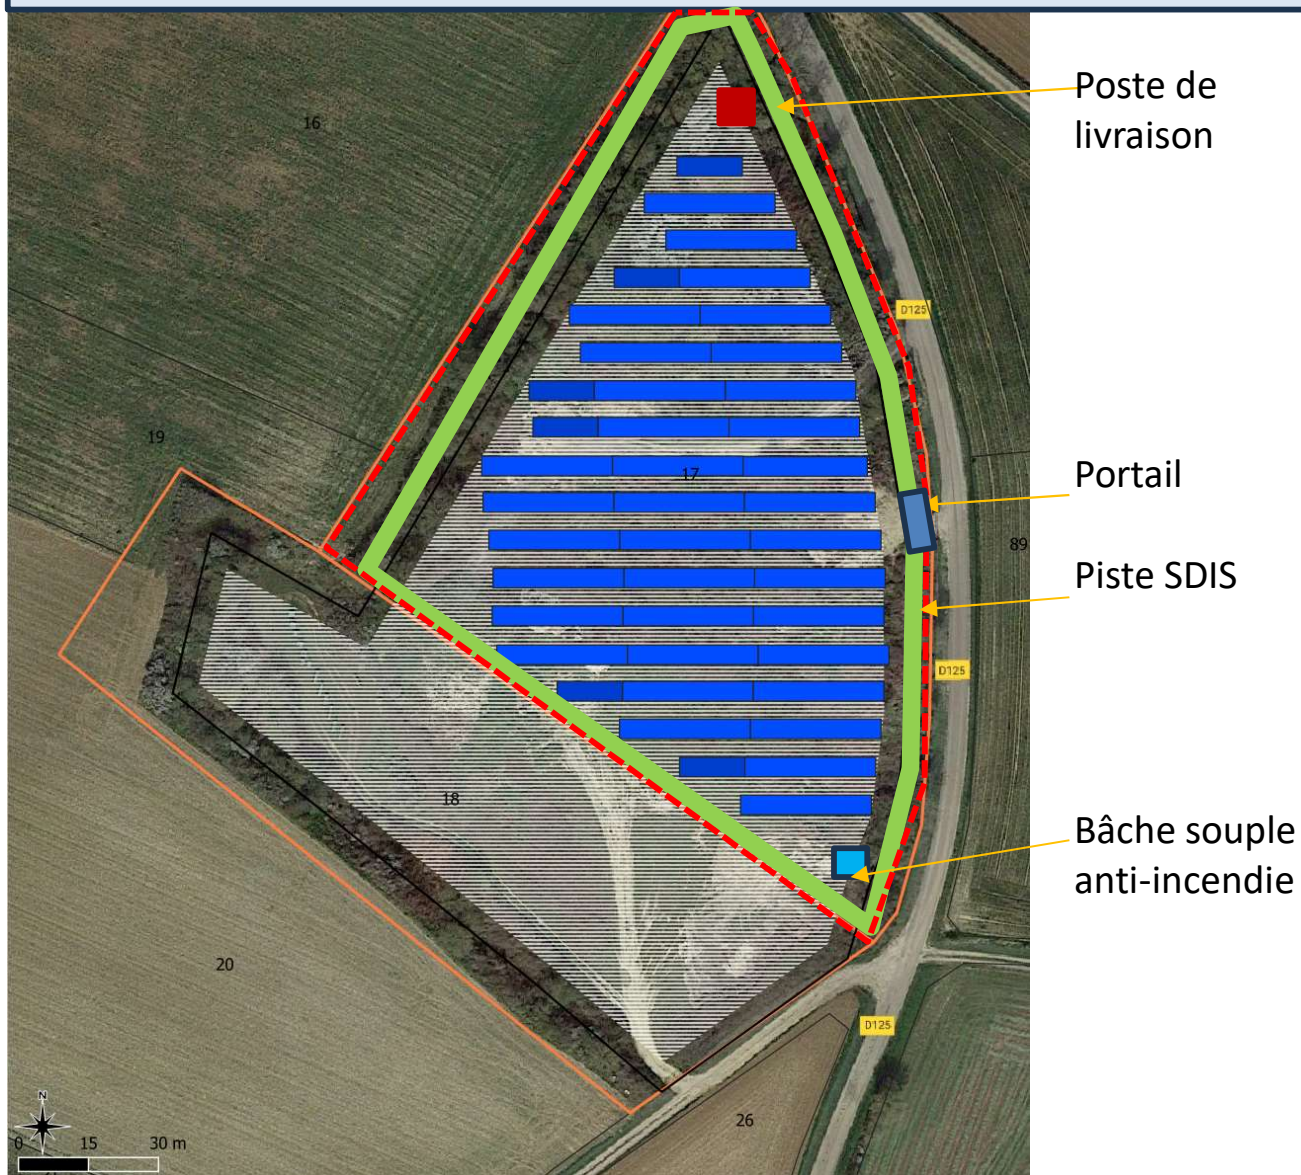 Poste de
livraison
16
D125
19
17
Portail
89
Piste SDIS
D125
18
Bâche souple
anti-incendie
20
D125
26
N
0 15 30 m